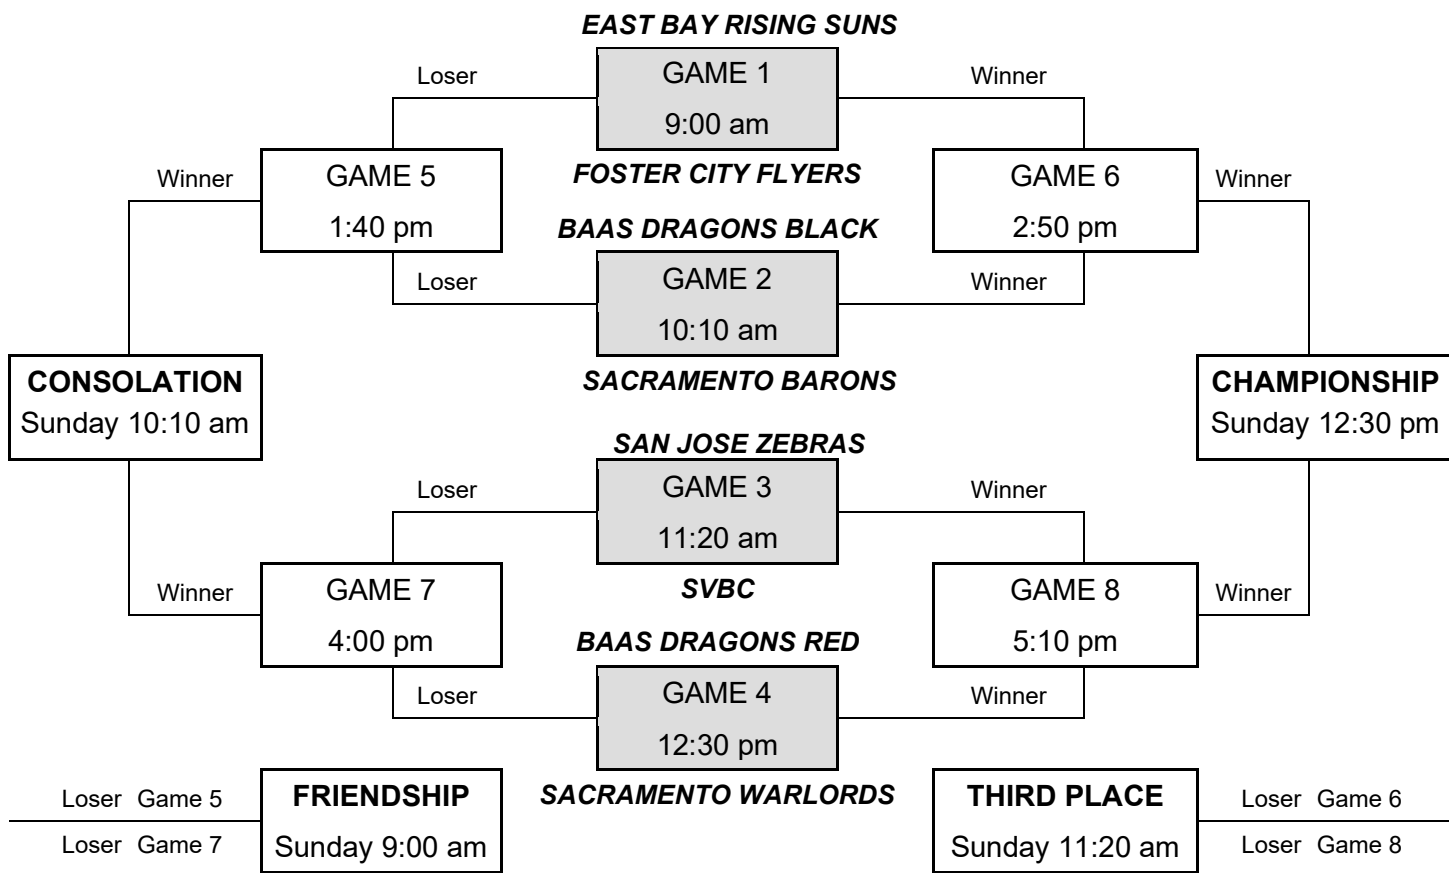 EAST BAY RISING SUNS
Loser GAME 1 Winner
9:00 am
Winner GAME 5 FOSTER CITY FLYERS GAME 6 Winner
1:40 pm BAAS DRAGONS BLACK 2:50 pm
Loser GAME 2 Winner
10:10 am
CONSOLATION SACRAMENTO BARONS CHAMPIONSHIP
Sunday 10:10 am Sunday 12:30 pm
SAN JOSE ZEBRAS
Loser GAME 3 Winner
11:20 am
Winner GAME 7 SVBC GAME 8 Winner
4:00 pm BAAS DRAGONS RED 5:10 pm
Loser GAME 4 Winner
12:30 pm
Loser Game 5 FRIENDSHIP SACRAMENTO WARLORDS THIRD PLACE Loser Game 6
Loser Game 7 Sunday 9:00 am Sunday 11:20 am Loser Game 8